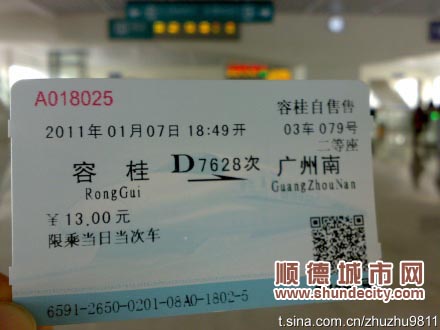 A018025
容桂自售售
2011年01月07日 18:49开
03车 079号
二等座
容桂 D7628次 广州南
RongGui GuangZhouNan
￥13.00元
限乘当日当次车
6591-2650-0201-08A0-1802-5
顺德城市网
www.shundecity.com
t.sina.com.cn/zhuzhu9811